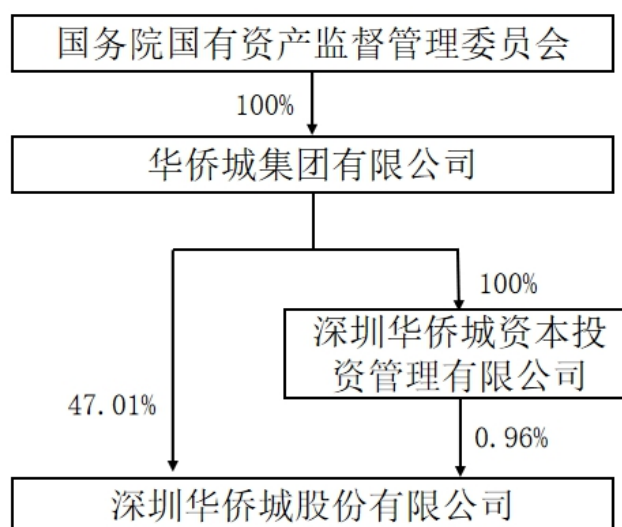 国务院国有资产监督管理委员会
100%
华侨城集团有限公司
100%
深圳华侨城资本投
资管理有限公司
47.01%
0.96%
深圳华侨城股份有限公司